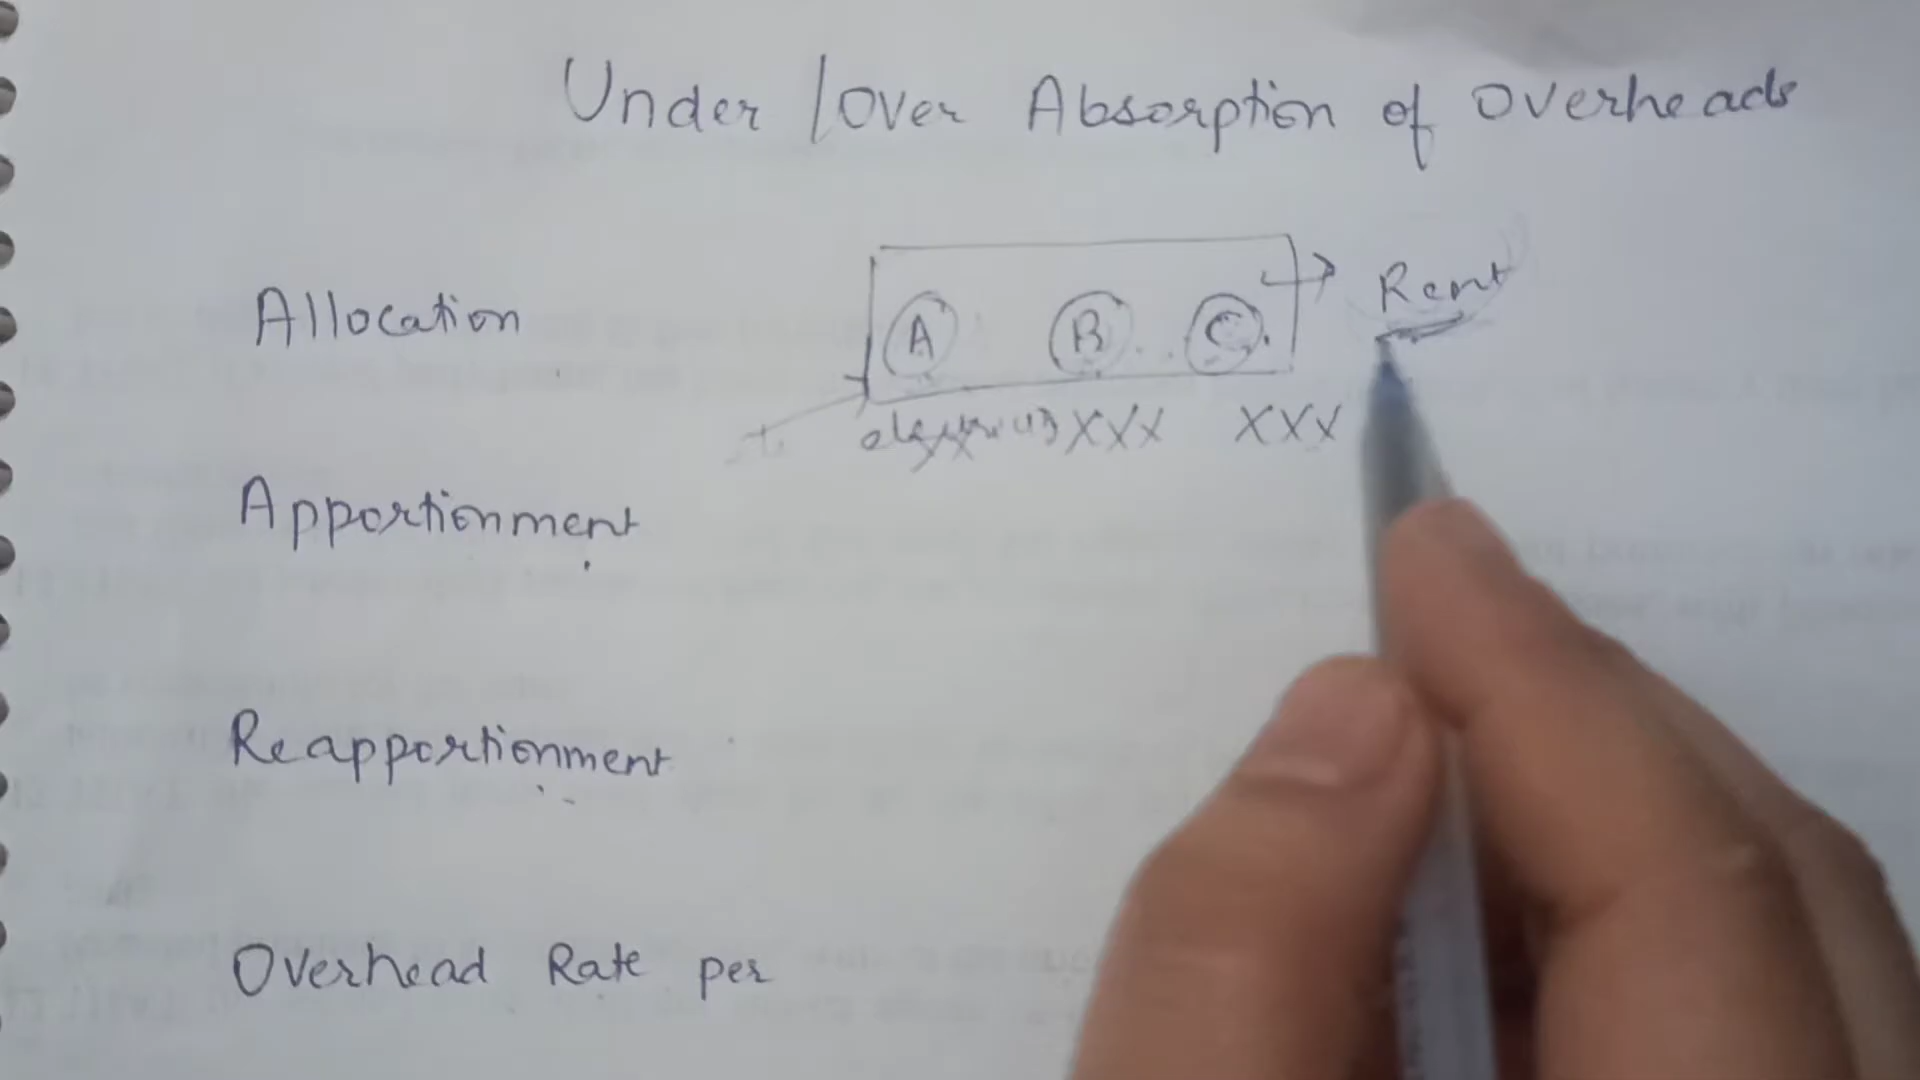 Under/Over Absorption of Overheads
Rent
Allocation
A B C
XXX XXX
Apportionment
Reapportionment
Overhead Rate per